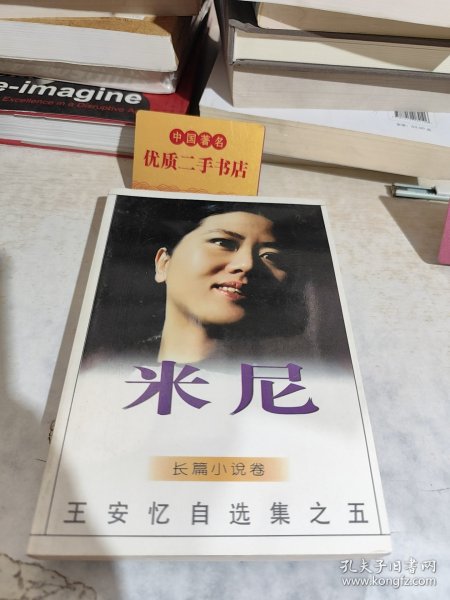 e-imagine
Excellence in a Disruptive
中国著名
优质二手书店
米尼
长篇小说卷
王安忆自选集之五
孔夫子旧书网
www.kongfz.com